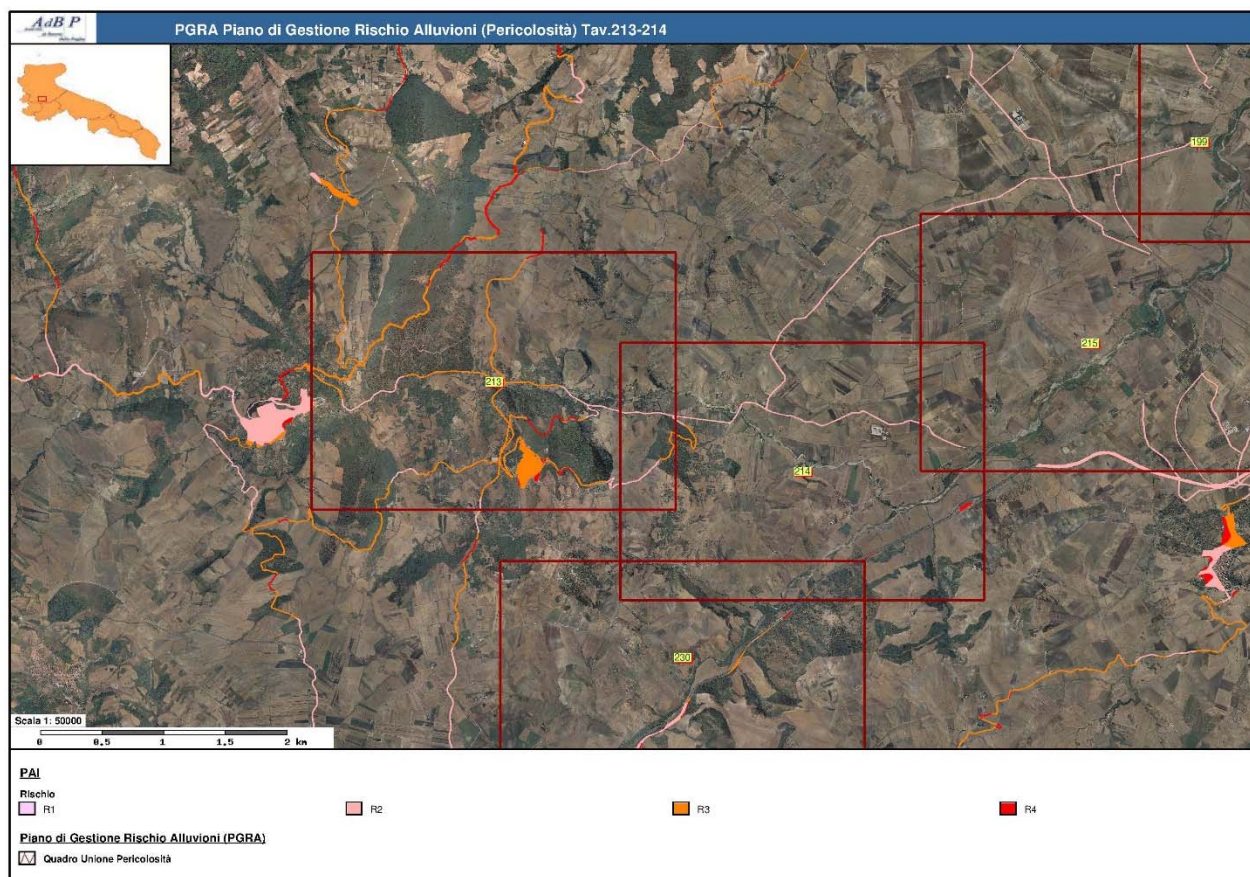 AdB P
della Puglia
PGRA Piano di Gestione Rischio Alluvioni (Pericolosità) Tav.213-214
199
215
213
214
230
Scala 1: 50000
0 0.5 1 1.5 2 km
PAI
Rischio
R1 R2 R3 R4
Piano di Gestione Rischio Alluvioni (PGRA)
Quadro Unione Pericolosità